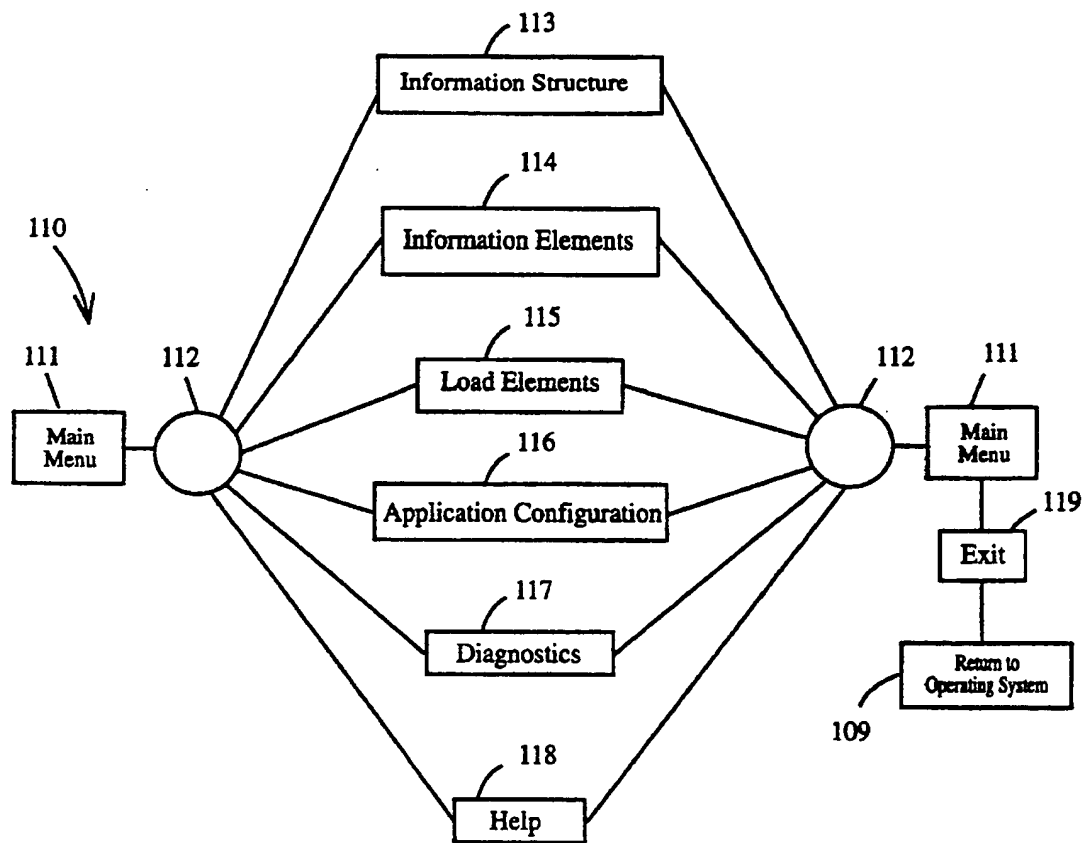 113
Information Structure
114
Information Elements
110
115
111
112
Load Elements
112
111
Main
Menu
116
Main
Menu
Application Configuration
119
Exit
117
Diagnostics
Return to
Operating System
109
118
Help